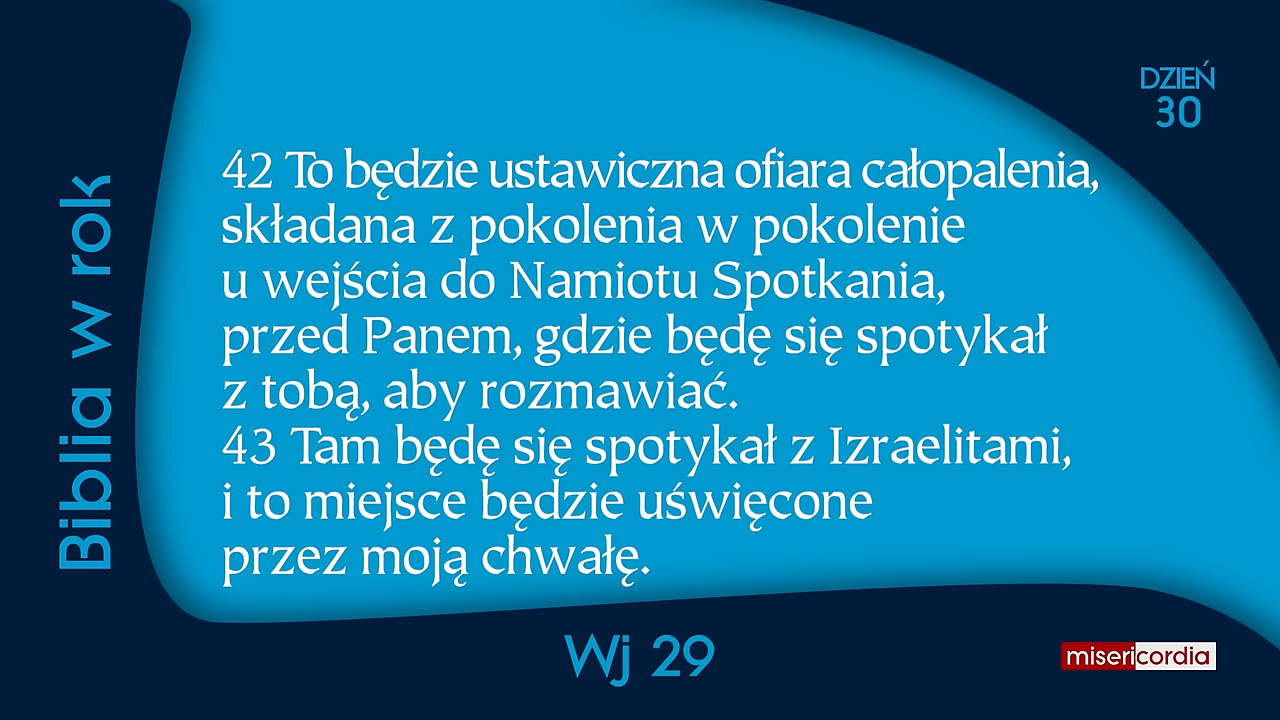 DZIEŃ
30
Biblia w rok
42 To będzie ustawiczna ofiara całopalenia,
składana z pokolenia w pokolenie
u wejścia do Namiotu Spotkania,
przed Panem, gdzie będę się spotykał
z tobą, aby rozmawiać.
43 Tam będę się spotykał z Izraelitami,
i to miejsce będzie uświęcone
przez moją chwałę.
Wj 29
misericordia